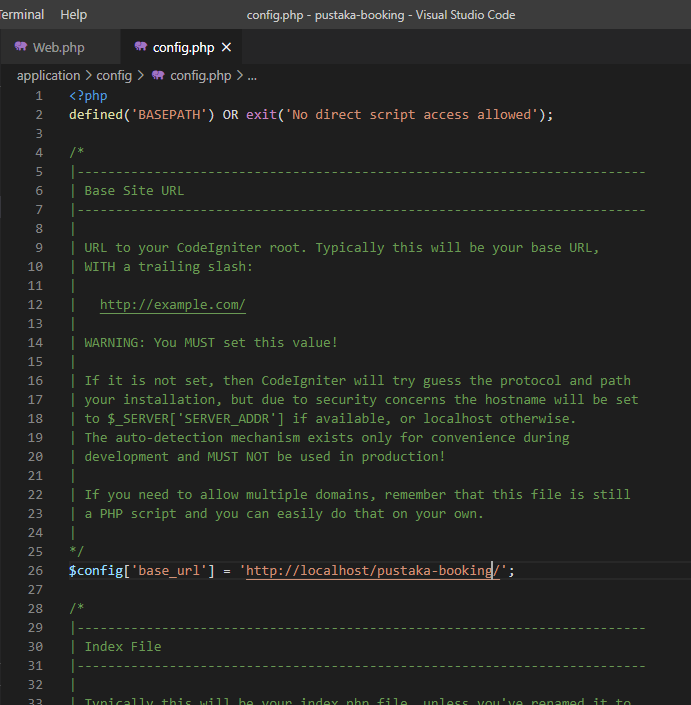 Terminal Help config.php - pustaka-booking - Visual Studio Code
Web.php config.php ×
application > config > config.php > ...
1 <?php
2 defined('BASEPATH') OR exit('No direct script access allowed');
3
4 /*
5 |--------------------------------------------------------------------------
6 | Base Site URL
7 |--------------------------------------------------------------------------
8 |
9 | URL to your CodeIgniter root. Typically this will be your base URL,
10 | WITH a trailing slash:
11 |
12 | http://example.com/
13 |
14 | WARNING: You MUST set this value!
15 |
16 | If it is not set, then CodeIgniter will try guess the protocol and path
17 | your installation, but due to security concerns the hostname will be set
18 | to $_SERVER['SERVER_ADDR'] if available, or localhost otherwise.
19 | The auto-detection mechanism exists only for convenience during
20 | development and MUST NOT be used in production!
21 |
22 | If you need to allow multiple domains, remember that this file is still
23 | a PHP script and you can easily do that on your own.
24 |
25 */
26 $config['base_url'] = 'http://localhost/pustaka-booking/';
27
28 /*
29 |--------------------------------------------------------------------------
30 | Index File
31 |--------------------------------------------------------------------------
32 |
33 | Typically this will be your index.php file, unless you've renamed it to